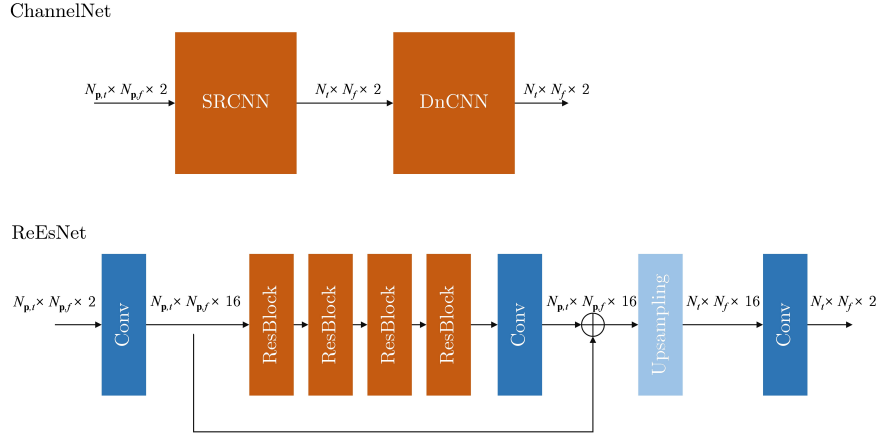 ChannelNet
N_{p,t} × N_{p,f} × 2
SRCNN
N_t × N_f × 2
DnCNN
N_t × N_f × 2
ReEsNet
N_{p,t} × N_{p,f} × 2
Conv
N_{p,t} × N_{p,f} × 16
ResBlock
ResBlock
ResBlock
ResBlock
Conv
N_{p,t} × N_{p,f} × 16
Upsampling
N_t × N_f × 16
Conv
N_t × N_f × 2